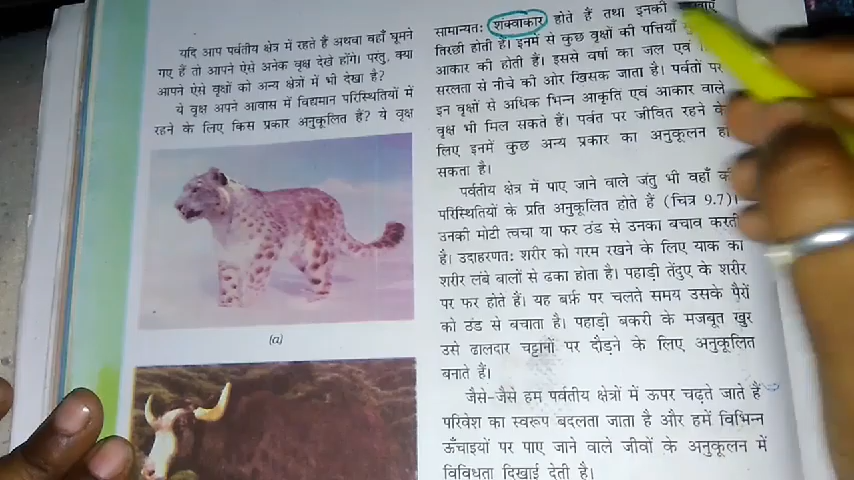 यदि आप पर्वतीय क्षेत्र में रहते हैं अथवा वहाँ घूमने
गए हैं तो आपने ऐसे अनेक वृक्ष देखे होंगे। परंतु, क्या
आपने ऐसे वृक्षों को अन्य क्षेत्रों में भी देखा है?
ये वृक्ष अपने आवास में विद्यमान परिस्थितियों में
रहने के लिए किस प्रकार अनुकूलित हैं? ये वृक्ष
(a)
सामान्यत: शंक्वाकार होते हैं तथा इनकी
तिरछी होती हैं। इनमें से कुछ वृक्षों की पत्तियाँ
आकार की होती हैं। इससे वर्षा का जल एवं
सरलता से नीचे की ओर खिसक जाता है। पर्वतों पर
इन वृक्षों से अधिक भिन्न आकृति एवं आकार वाले
वृक्ष भी मिल सकते हैं। पर्वत पर जीवित रहने के
लिए इनमें कुछ अन्य प्रकार का अनुकूलन हो
सकता है।
पर्वतीय क्षेत्र में पाए जाने वाले जंतु भी वहाँ की
परिस्थितियों के प्रति अनुकूलित होते हैं (चित्र 9.7)।
उनकी मोटी त्वचा या फर ठंड से उनका बचाव करती
है। उदाहरणत: शरीर को गरम रखने के लिए याक का
शरीर लंबे बालों से ढका होता है। पहाड़ी तेंदुए के शरीर
पर फर होते हैं। यह बर्फ़ पर चलते समय उसके पैरों
को ठंड से बचाता है। पहाड़ी बकरी के मजबूत खुर
उसे ढालदार चट्टानों पर दौड़ने के लिए अनुकूलित
बनाते हैं।
जैसे-जैसे हम पर्वतीय क्षेत्रों में ऊपर चढ़ते जाते हैं
परिवेश का स्वरूप बदलता जाता है और हमें विभिन्न
ऊँचाइयों पर पाए जाने वाले जीवों के अनुकूलन में
विविधता दिखाई देती है।